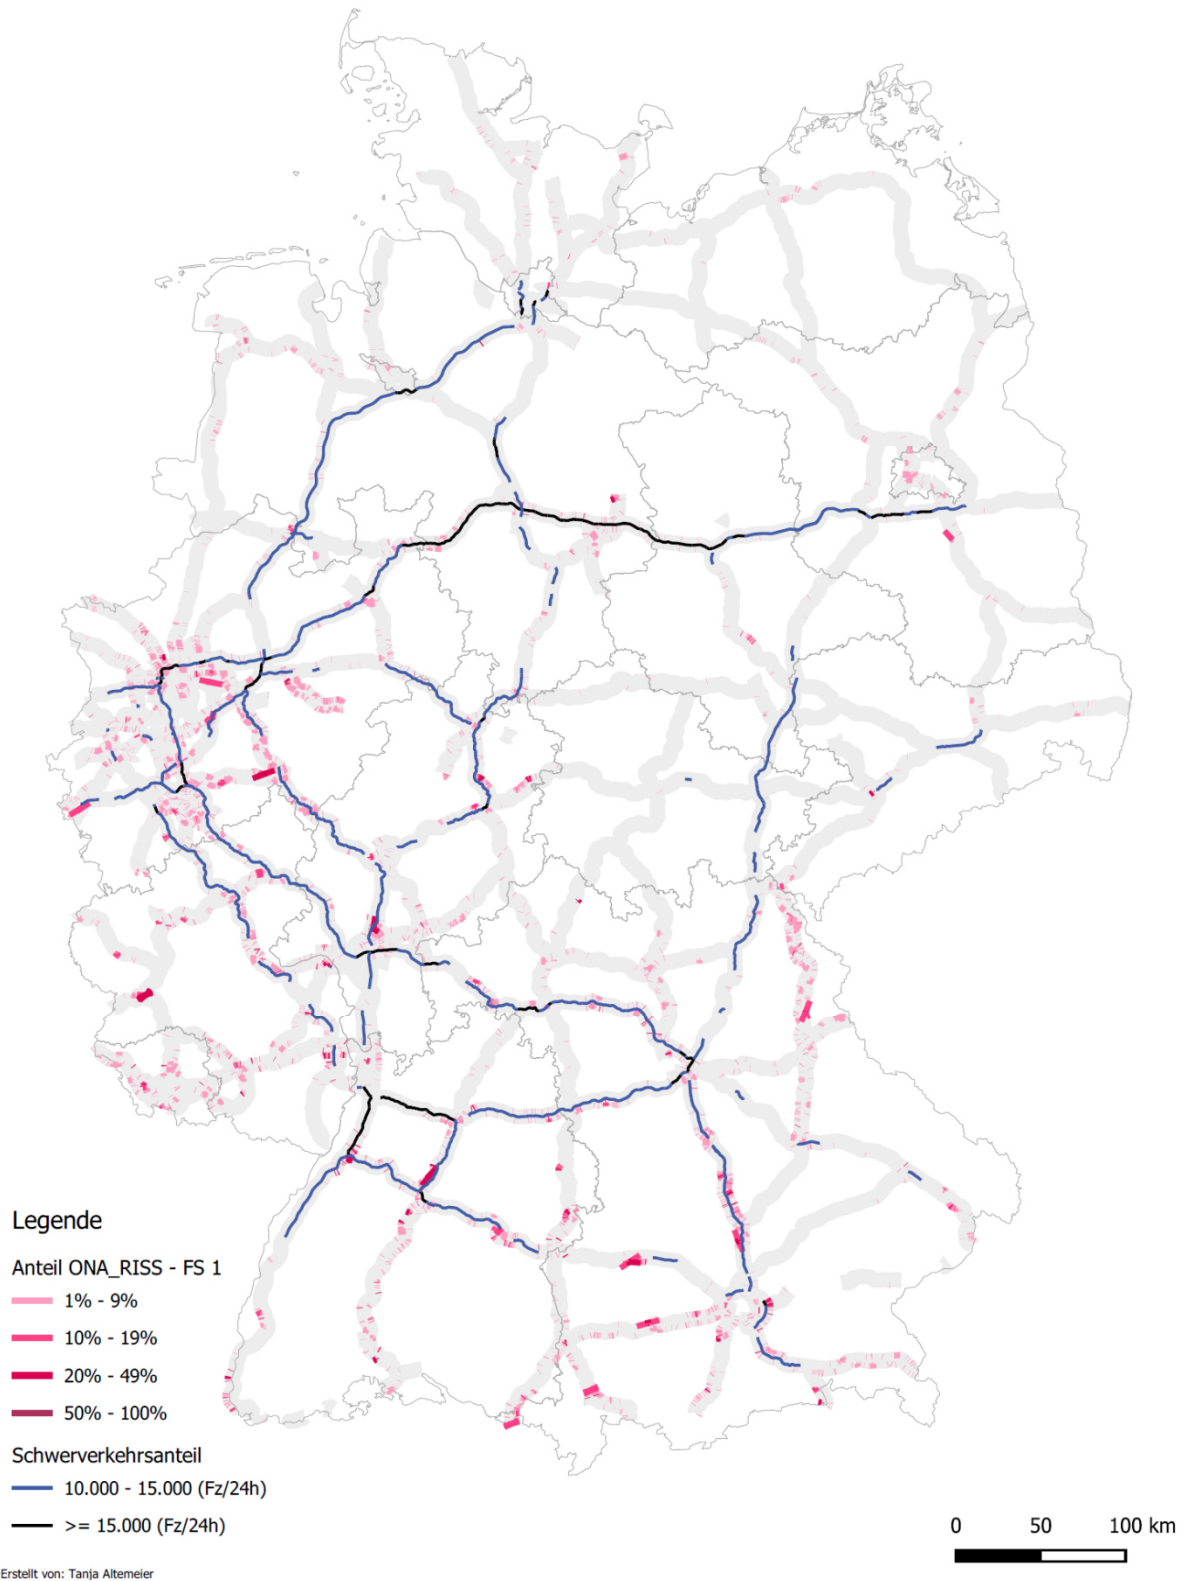 Legende
Anteil ONA_RISS - FS 1
1% - 9%
10% - 19%
20% - 49%
50% - 100%
Schwerverkehrsanteil
10.000 - 15.000 (Fz/24h)
>= 15.000 (Fz/24h)
0 50 100 km
Erstellt von: Tanja Altemeier